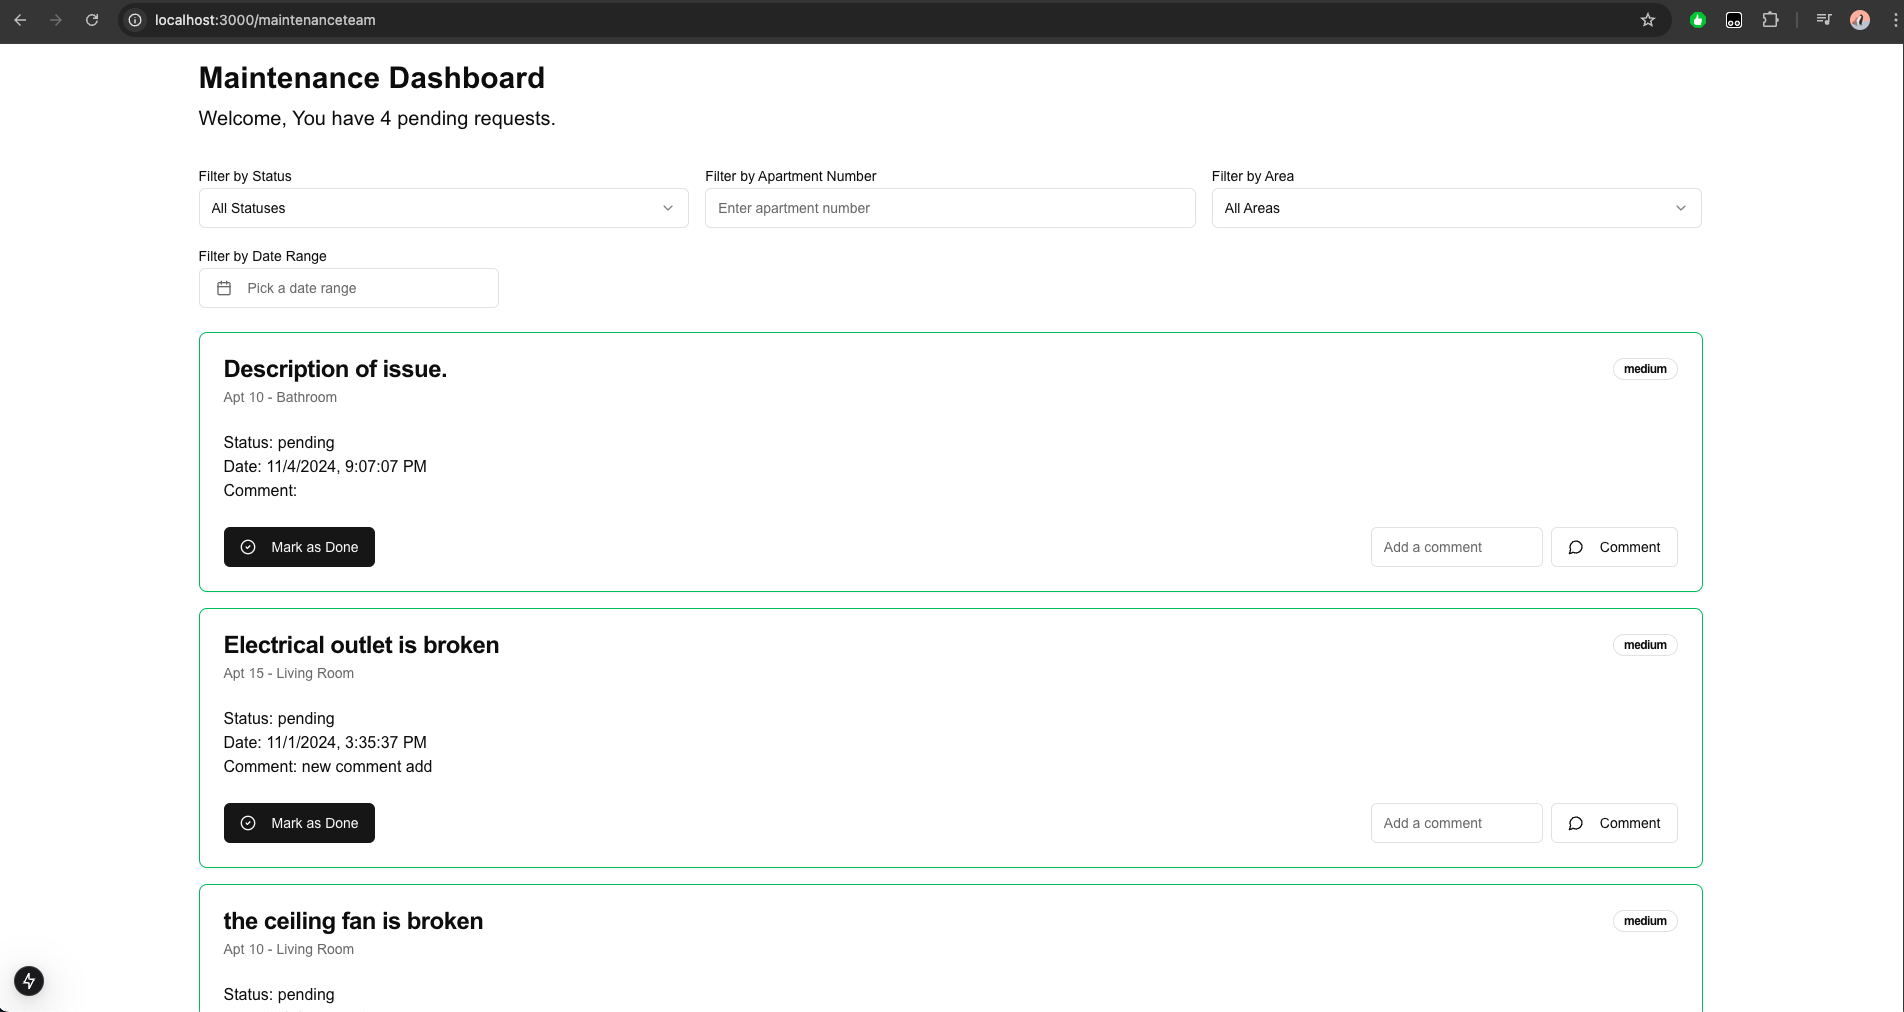 localhost:3000/maintenanceteam
Maintenance Dashboard
Welcome, You have 4 pending requests.
Filter by Status
All Statuses
Filter by Apartment Number
Enter apartment number
Filter by Area
All Areas
Filter by Date Range
Pick a date range
Description of issue.
medium
Apt 10 - Bathroom
Status: pending
Date: 11/4/2024, 9:07:07 PM
Comment:
Mark as Done
Add a comment
Comment
Electrical outlet is broken
medium
Apt 15 - Living Room
Status: pending
Date: 11/1/2024, 3:35:37 PM
Comment: new comment add
Mark as Done
Add a comment
Comment
the ceiling fan is broken
medium
Apt 10 - Living Room
Status: pending